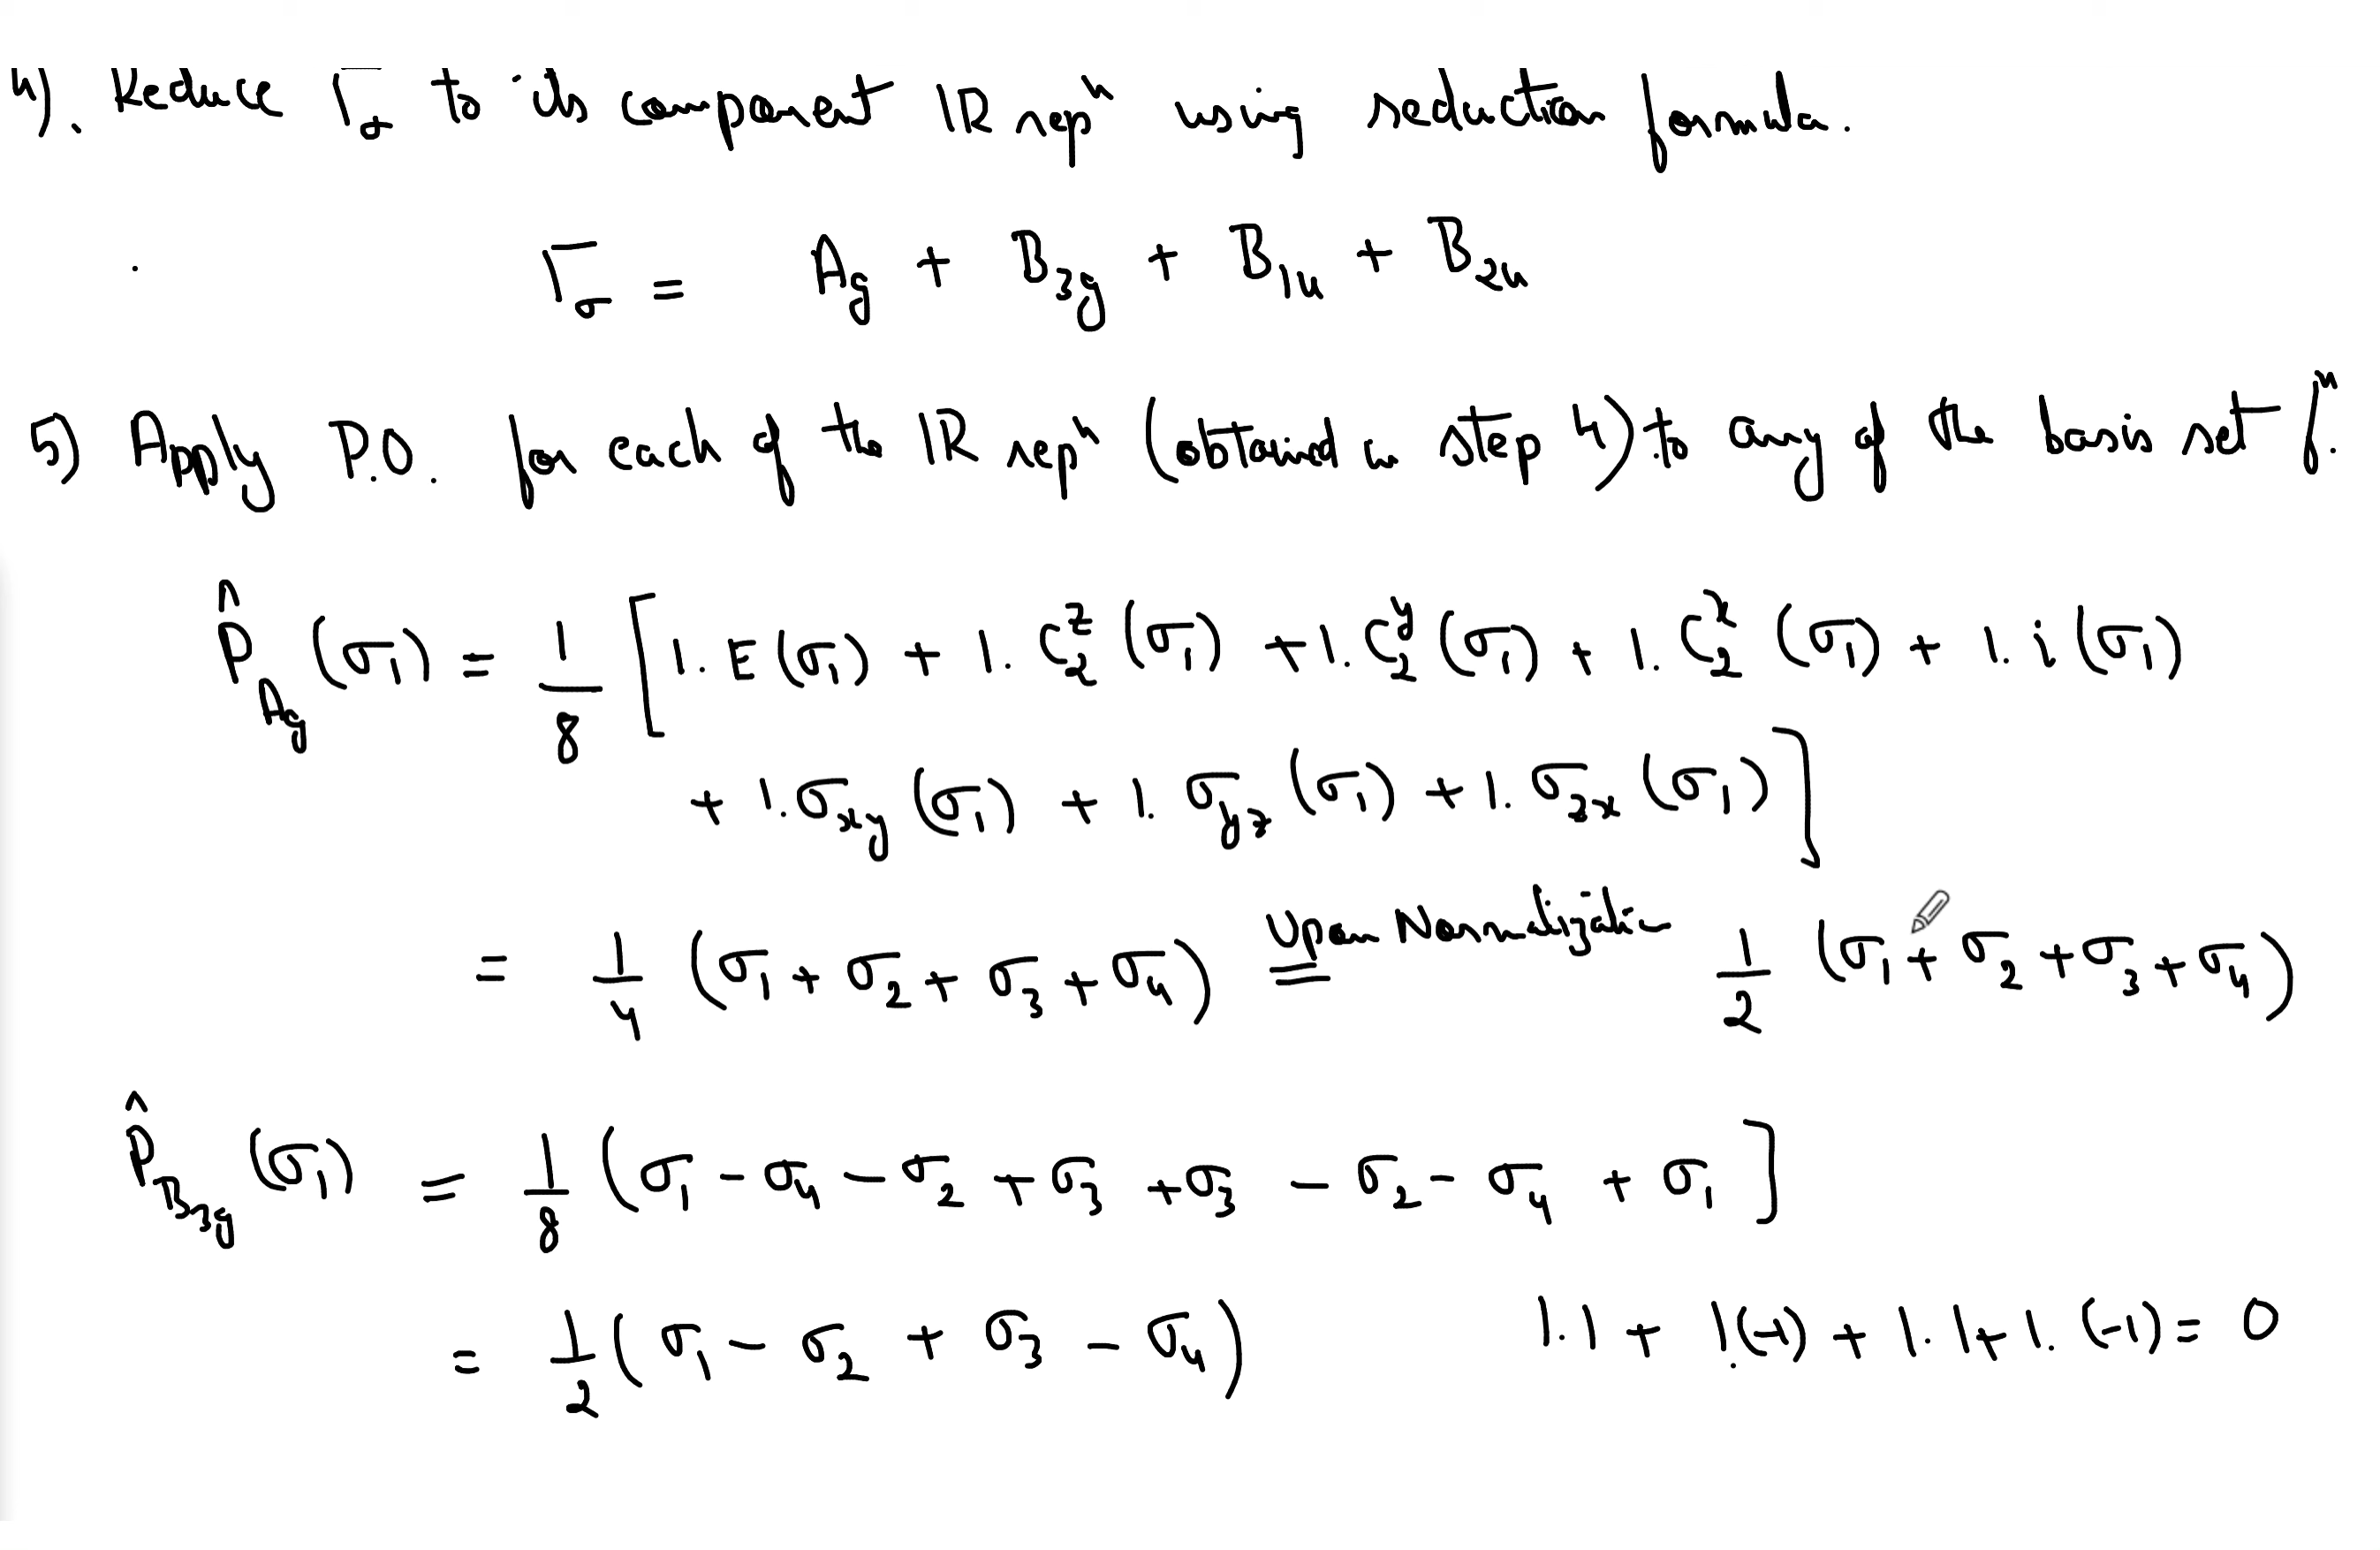 4). Reduce Γσ to its component IR repⁿ using reduction formula.
Γσ = Ag + B3g + B1u + B2u
5) Apply P.O. for each of the IR repⁿ (obtained in step 4) to any of the basis set fⁿ.
P̂Ag (σ1) = 1/8 [ 1. E (σ1) + 1. C₂ᶻ (σ1) + 1. C₂ʸ (σ1) + 1. C₂ˣ (σ1) + 1. i (σ1)
+ 1. σxy (σ1) + 1. σyz (σ1) + 1. σzx (σ1) ]
= 1/4 (σ1 + σ2 + σ3 + σ4) Upon Normalization = 1/2 (σ1 + σ2 + σ3 + σ4)
P̂B3g (σ1) = 1/8 (σ1 - σ4 - σ2 + σ3 + σ3 - σ2 - σ4 + σ1 ]
= 1/2 (σ1 - σ2 + σ3 - σ4) 1.1 + 1.(-1) + 1.1 + 1. (-1) = 0